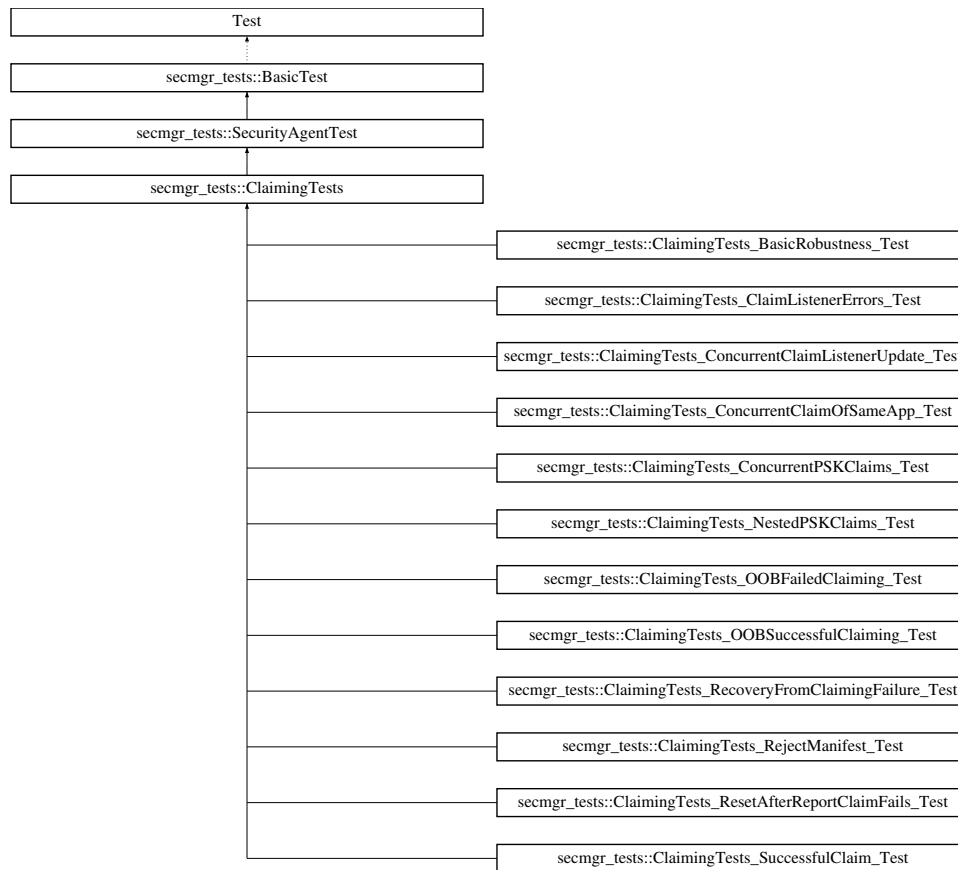 Test
secmgr_tests::BasicTest
secmgr_tests::SecurityAgentTest
secmgr_tests::ClaimingTests
secmgr_tests::ClaimingTests_BasicRobustness_Test
secmgr_tests::ClaimingTests_ClaimListenerErrors_Test
secmgr_tests::ClaimingTests_ConcurrentClaimListenerUpdate_Test
secmgr_tests::ClaimingTests_ConcurrentClaimOfSameApp_Test
secmgr_tests::ClaimingTests_ConcurrentPSKClaims_Test
secmgr_tests::ClaimingTests_NestedPSKClaims_Test
secmgr_tests::ClaimingTests_OOBFailedClaiming_Test
secmgr_tests::ClaimingTests_OOBSuccessfulClaiming_Test
secmgr_tests::ClaimingTests_RecoveryFromClaimingFailure_Test
secmgr_tests::ClaimingTests_RejectManifest_Test
secmgr_tests::ClaimingTests_ResetAfterReportClaimFails_Test
secmgr_tests::ClaimingTests_SuccessfulClaim_Test